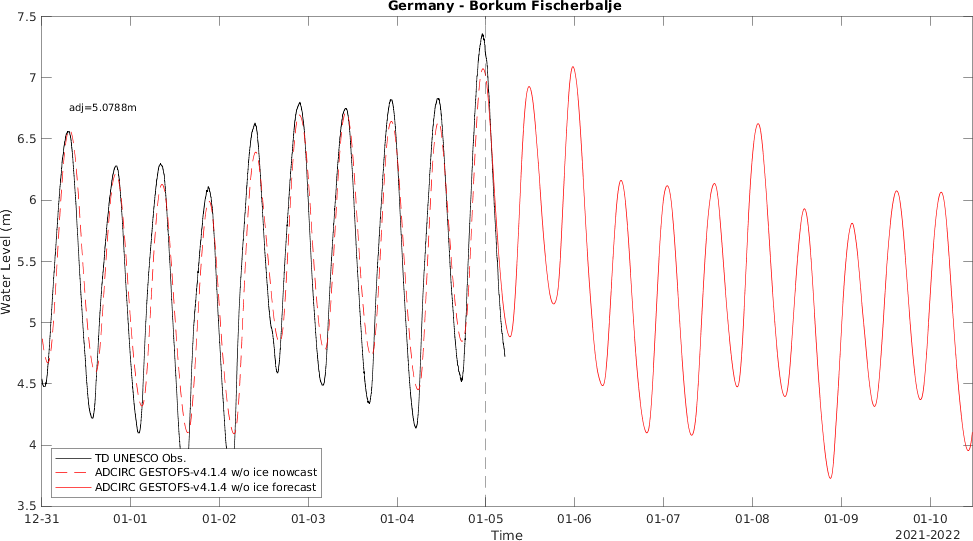 Germany - Borkum Fischerbalje
7.5
7
6.5
6
5.5
5
4.5
4
3.5
Water Level (m)
adj=5.0788m
TD UNESCO Obs.
ADCIRC GESTOFS-v4.1.4 w/o ice nowcast
ADCIRC GESTOFS-v4.1.4 w/o ice forecast
12-31 01-01 01-02 01-03 01-04 01-05 01-06 01-07 01-08 01-09 01-10
Time
2021-2022